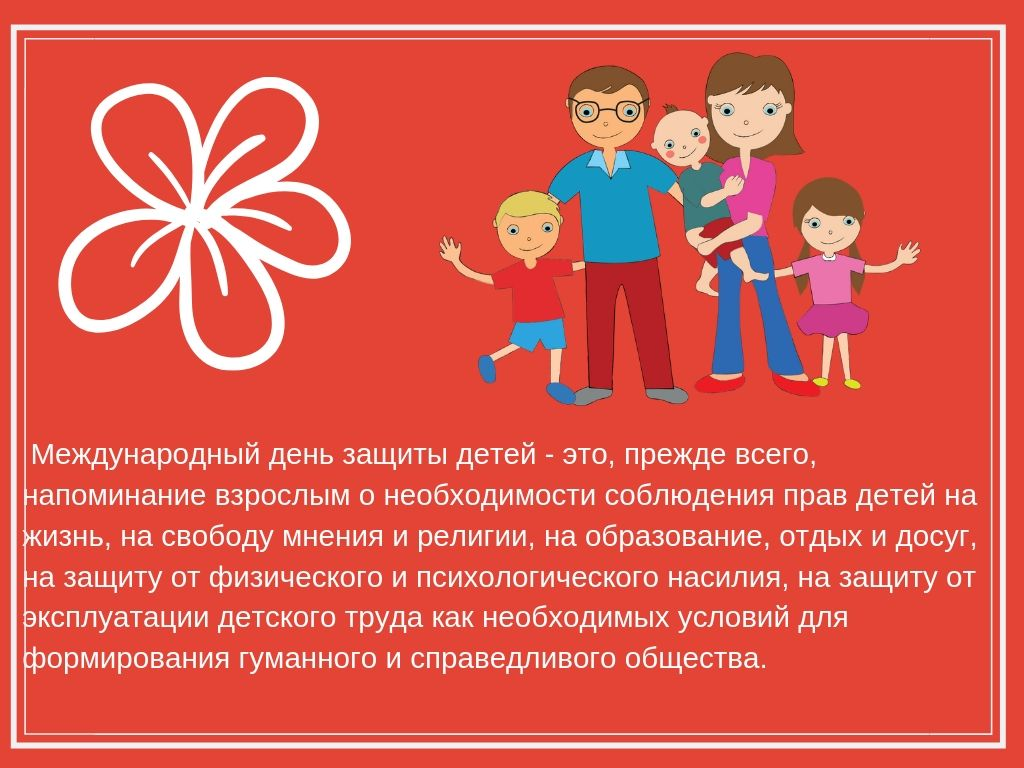 Международный день защиты детей - это, прежде всего,
напоминание взрослым о необходимости соблюдения прав детей на
жизнь, на свободу мнения и религии, на образование, отдых и досуг,
на защиту от физического и психологического насилия, на защиту от
эксплуатации детского труда как необходимых условий для
формирования гуманного и справедливого общества.